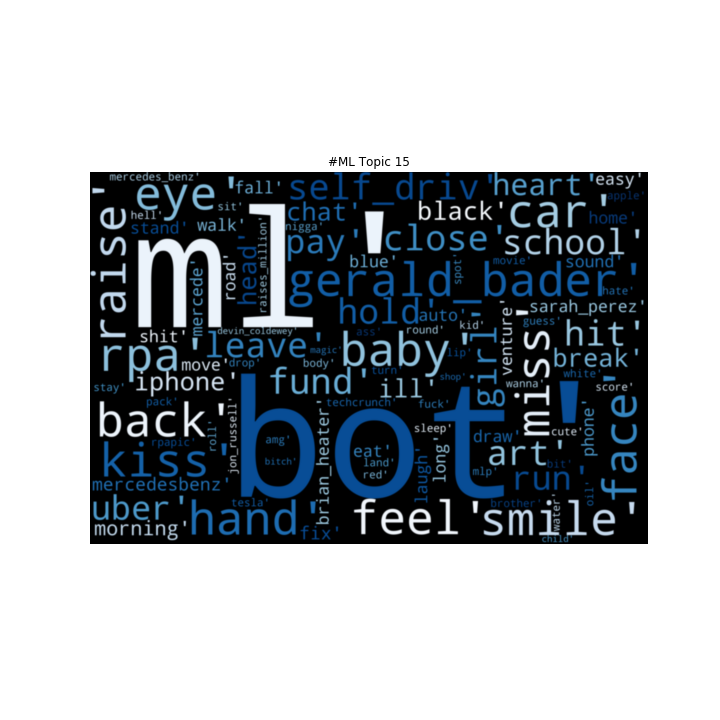 #ML Topic 15
mercedes_benz'
eye'
fall'
self_driv'
heart'
easy'
apple'
raise'
hell'
sit'
stand'
walk'
chat'
nigga'
black'
car'
home'
ml'
road'
head'
raises_million'
pay'
close'
school'
mercede'
blue'
spot'
movie'
sound'
gerald_bader'
hate'
hold'
auto'
sarah_perez'
shit'
devin_coldewey'
ass'
round'
kid'
girl'
venture'
miss'
guess'
hit'
rpa'
leave'
magic'
baby'
lip'
break'
move'
drop'
body'
turn'
stay'
iphone'
fund'
ill'
shop'
wanna'
white'
score'
pack'
back'
roll'
jon_russell'
bot'
techcrunch'
fuck'
rpapic'
amg'
brian_heater'
sleep'
draw'
cute'
phone'
face'
kiss'
bitch'
eat'
land'
red'
laugh'
long'
mlp'
art'
bit'
run'
oil'
mercedesbenz'
uber'
tesla'
brother'
water'
morning'
hand'
fix'
feel'
smile'
child'